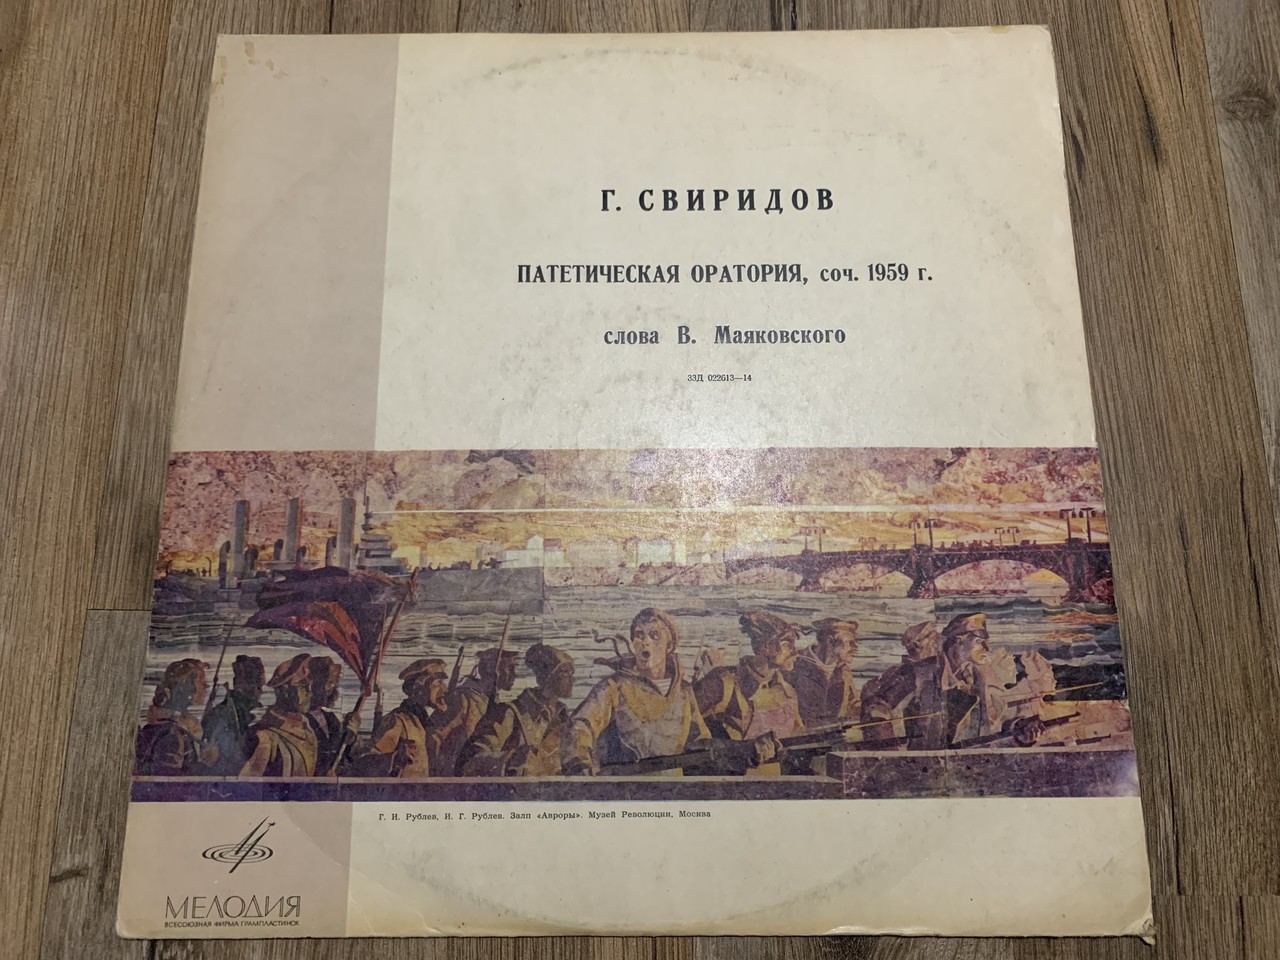 Г. СВИРИДОВ
ПАТЕТИЧЕСКАЯ ОРАТОРИЯ, соч. 1959 г.
слова В. Маяковского
33Д 022613—14
Г. И. Рублев, И. Г. Рублев. Залп «Авроры». Музей Революции, Москва
МЕЛОДИЯ
ВСЕСОЮЗНАЯ ФИРМА ГРАМПЛАСТИНОК